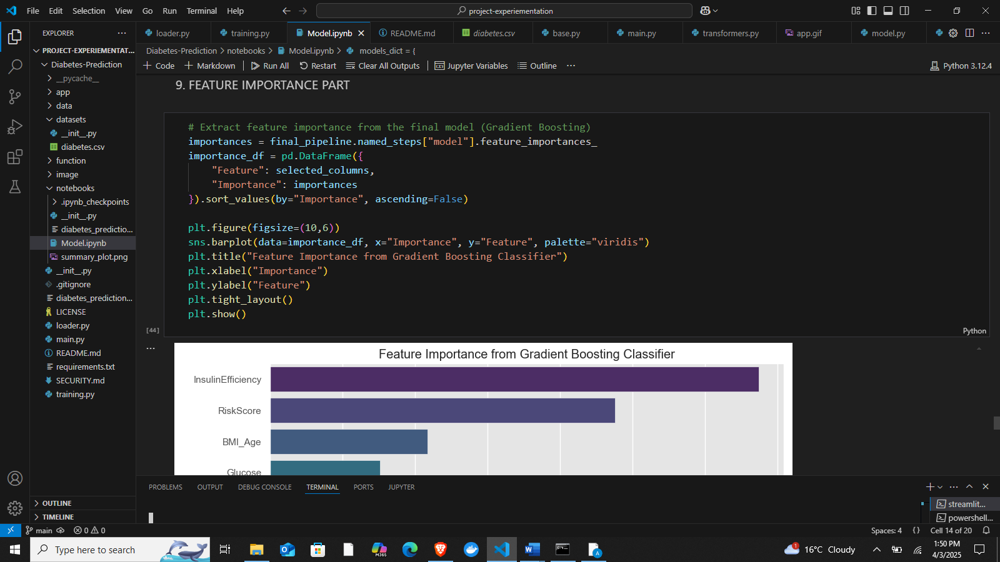 File Edit Selection View Go Run Terminal Help
project-experiementation
EXPLORER
PROJECT-EXPERIEMENTAT...
Diabetes-Prediction
__pycache__
app
data
datasets
__init__.py
diabetes.csv
function
image
notebooks
.ipynb_checkpoints
__init__.py
diabetes_predictio...
Model.ipynb
summary_plot.png
__init__.py
.gitignore
diabetes_prediction...
LICENSE
loader.py
main.py
README.md
requirements.txt
SECURITY.md
training.py
OUTLINE
TIMELINE
loader.py training.py Model.ipynb README.md diabetes.csv base.py main.py transformers.py app.gif model.py
Diabetes-Prediction > notebooks > Model.ipynb > models_dict = {
+ Code + Markdown Run All Restart Clear All Outputs Jupyter Variables Outline ... Python 3.12.4
9. FEATURE IMPORTANCE PART
# Extract feature importance from the final model (Gradient Boosting)
importances = final_pipeline.named_steps["model"].feature_importances_
importance_df = pd.DataFrame({
"Feature": selected_columns,
"Importance": importances
}).sort_values(by="Importance", ascending=False)
plt.figure(figsize=(10,6))
sns.barplot(data=importance_df, x="Importance", y="Feature", palette="viridis")
plt.title("Feature Importance from Gradient Boosting Classifier")
plt.xlabel("Importance")
plt.ylabel("Feature")
plt.tight_layout()
plt.show()
[44]
Python
Feature Importance from Gradient Boosting Classifier
InsulinEfficiency
RiskScore
BMI_Age
Glucose
PROBLEMS OUTPUT DEBUG CONSOLE TERMINAL PORTS JUPYTER
streamlit...
powershell...
main 0 0 Spaces: 4 {} Cell 14 of 20
Type here to search
M365
1
16°C Cloudy
1:50 PM
4/3/2025